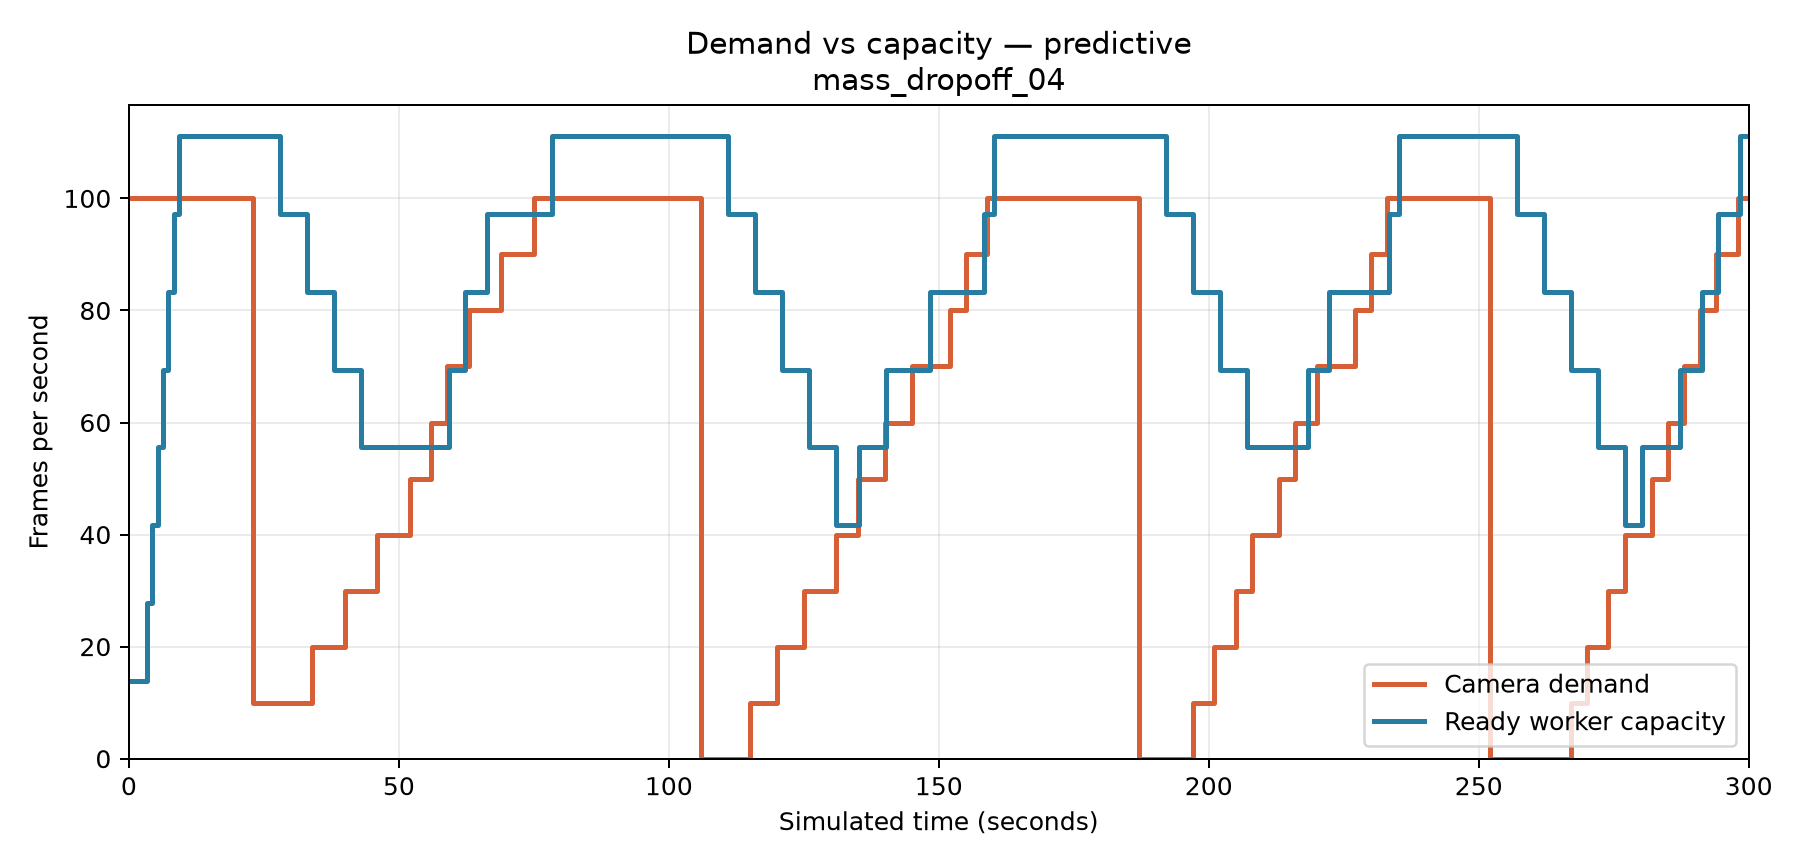 Demand vs capacity — predictive
mass_dropoff_04
Frames per second
100
80
60
40
20
0
0 50 100 150 200 250 300
Simulated time (seconds)
Camera demand
Ready worker capacity